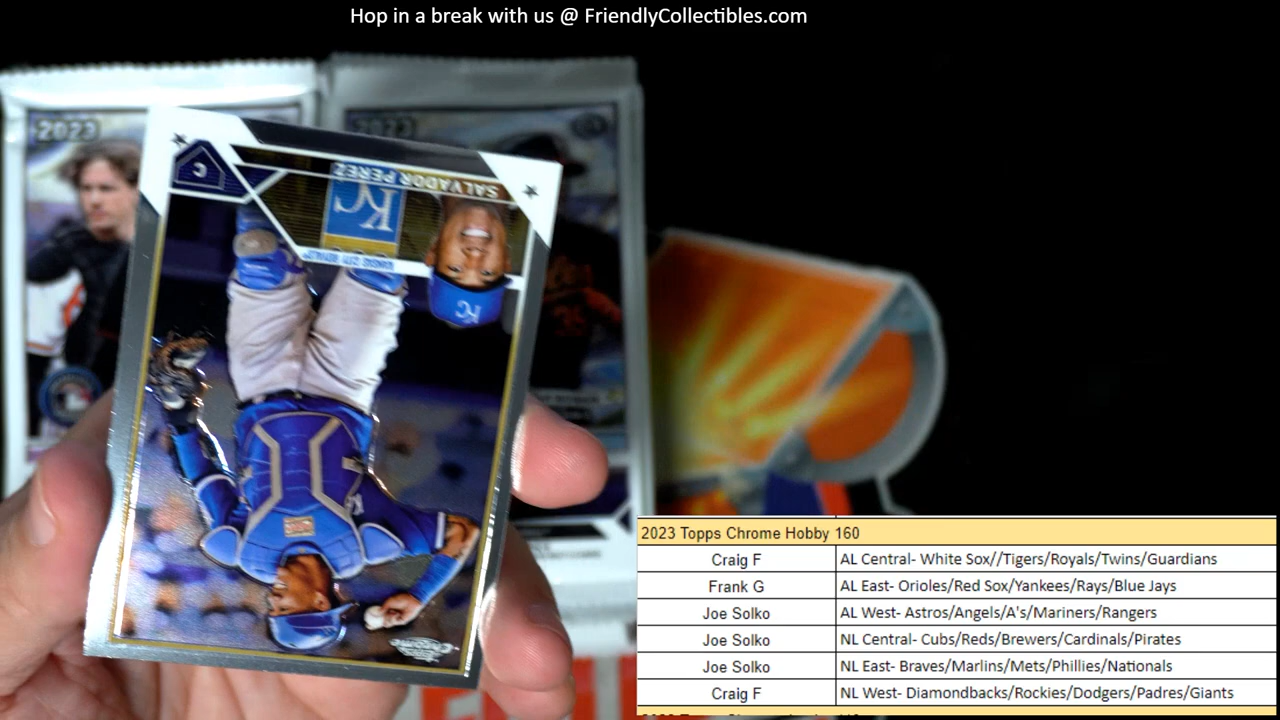 Hop in a break with us @ FriendlyCollectibles.com
2023
C
SALVADOR PEREZ
KC
KANSAS CITY ROYALS
KC
2023 Topps Chrome Hobby 160
Craig F AL Central- White Sox//Tigers/Royals/Twins/Guardians
Frank G AL East- Orioles/Red Sox/Yankees/Rays/Blue Jays
Joe Solko AL West- Astros/Angels/A's/Mariners/Rangers
Joe Solko NL Central- Cubs/Reds/Brewers/Cardinals/Pirates
Joe Solko NL East- Braves/Marlins/Mets/Phillies/Nationals
Craig F NL West- Diamondbacks/Rockies/Dodgers/Padres/Giants